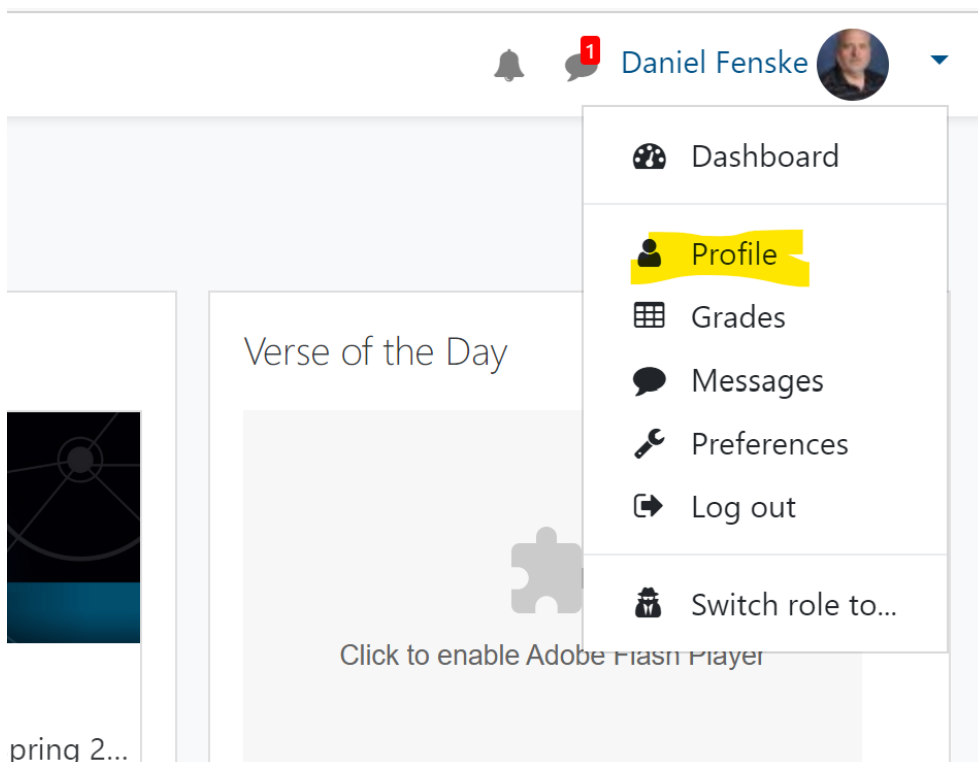 1
Daniel Fenske
Dashboard
Profile
Grades
Verse of the Day
Messages
Preferences
Log out
Switch role to...
Click to enable Adobe Flash Player
pring 2...